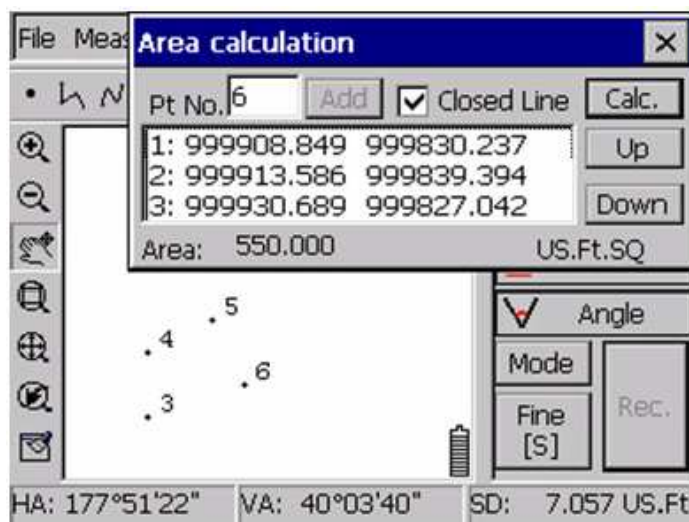 File Meas
Area calculation
Pt No. 6 Add Closed Line Calc.
1: 999908.849 999830.237
2: 999913.586 999839.394
3: 999930.689 999827.042
Up
Down
Area: 550.000 US.Ft.SQ
5
4
6
3
Angle
Mode
Fine
[S]
Rec.
HA: 177°51'22" VA: 40°03'40" SD: 7.057 US.Ft